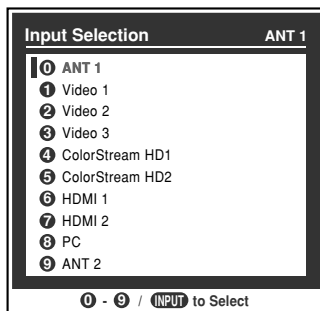 Input Selection ANT 1
0 ANT 1
1 Video 1
2 Video 2
3 Video 3
4 ColorStream HD1
5 ColorStream HD2
6 HDMI 1
7 HDMI 2
8 PC
9 ANT 2
0 - 9 / INPUT to Select